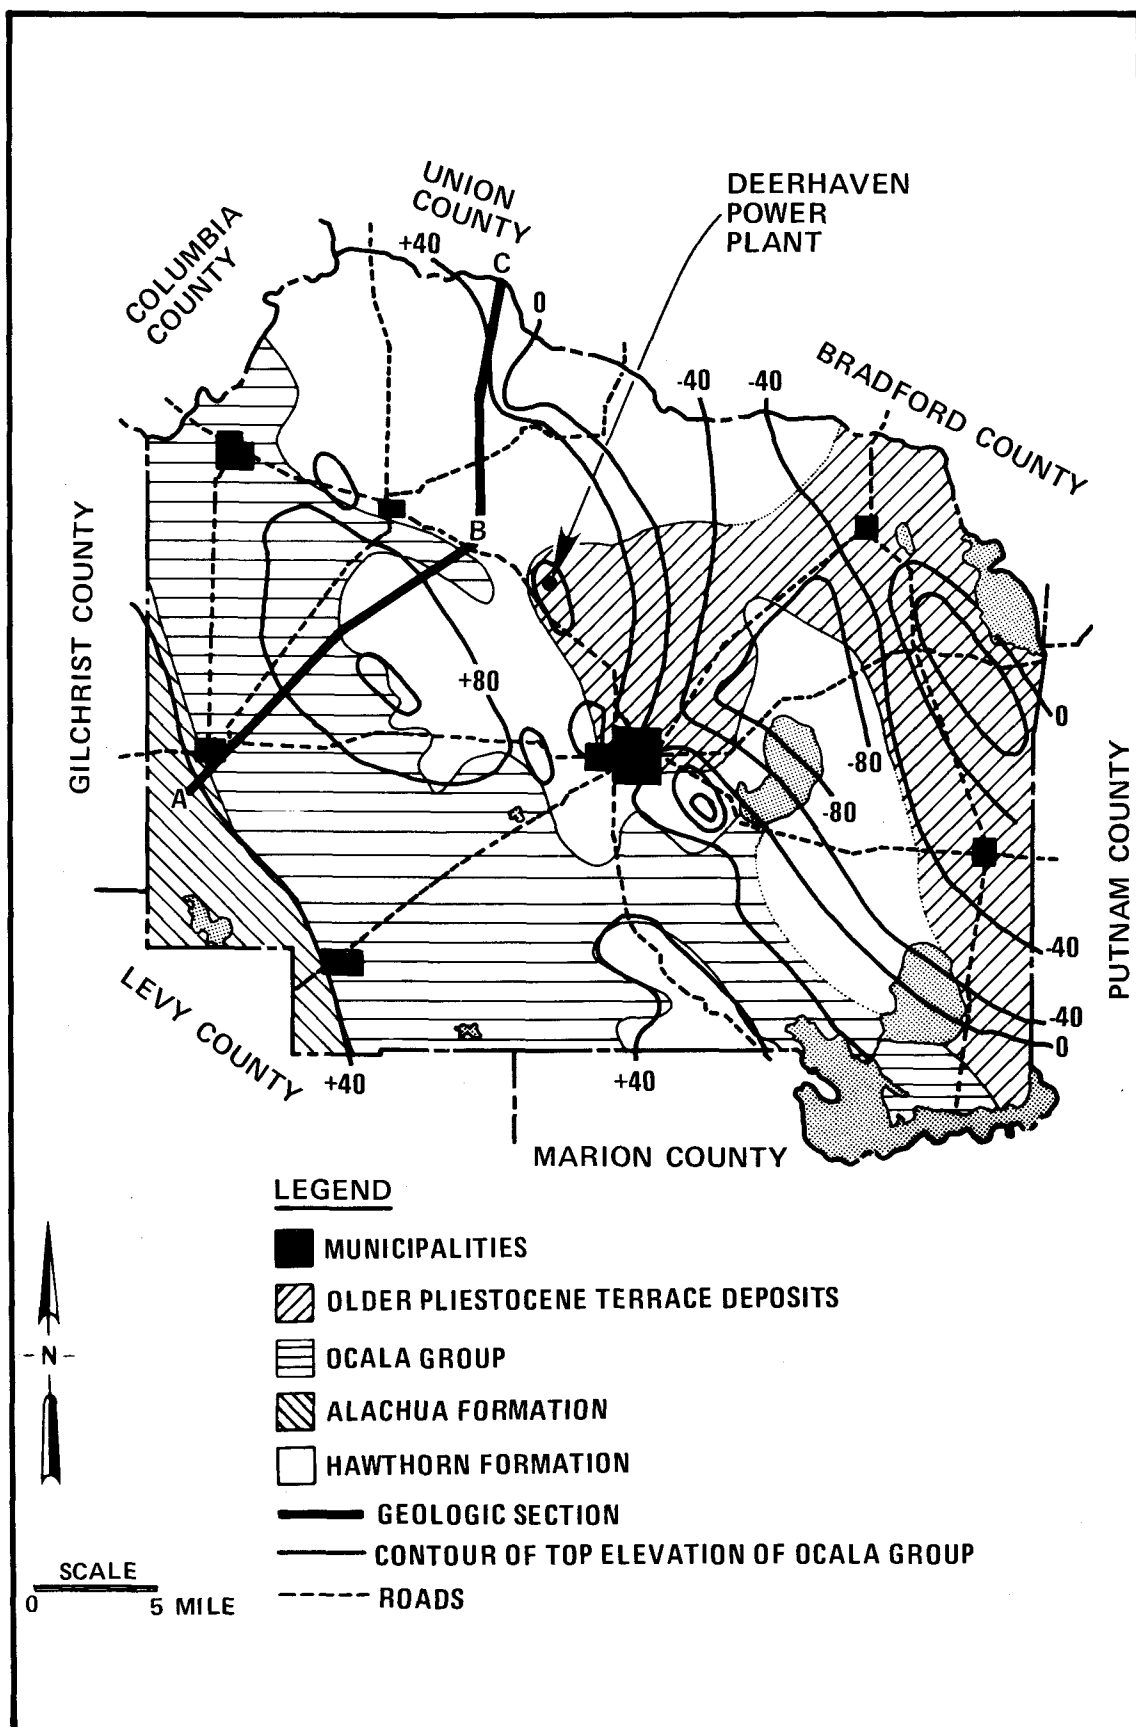 UNION
COUNTY
DEERHAVEN
POWER
PLANT
COLUMBIA
COUNTY
+40
C
0
BRADFORD COUNTY
-40
-40
GILCHRIST COUNTY
B
+80
0
-80
PUTNAM COUNTY
A
-80
-40
LEVY COUNTY
-40
0
+40
+40
MARION COUNTY
LEGEND
MUNICIPALITIES
OLDER PLIESTOCENE TERRACE DEPOSITS
OCALA GROUP
ALACHUA FORMATION
HAWTHORN FORMATION
GEOLOGIC SECTION
CONTOUR OF TOP ELEVATION OF OCALA GROUP
ROADS
-N-
SCALE
0 5 MILE